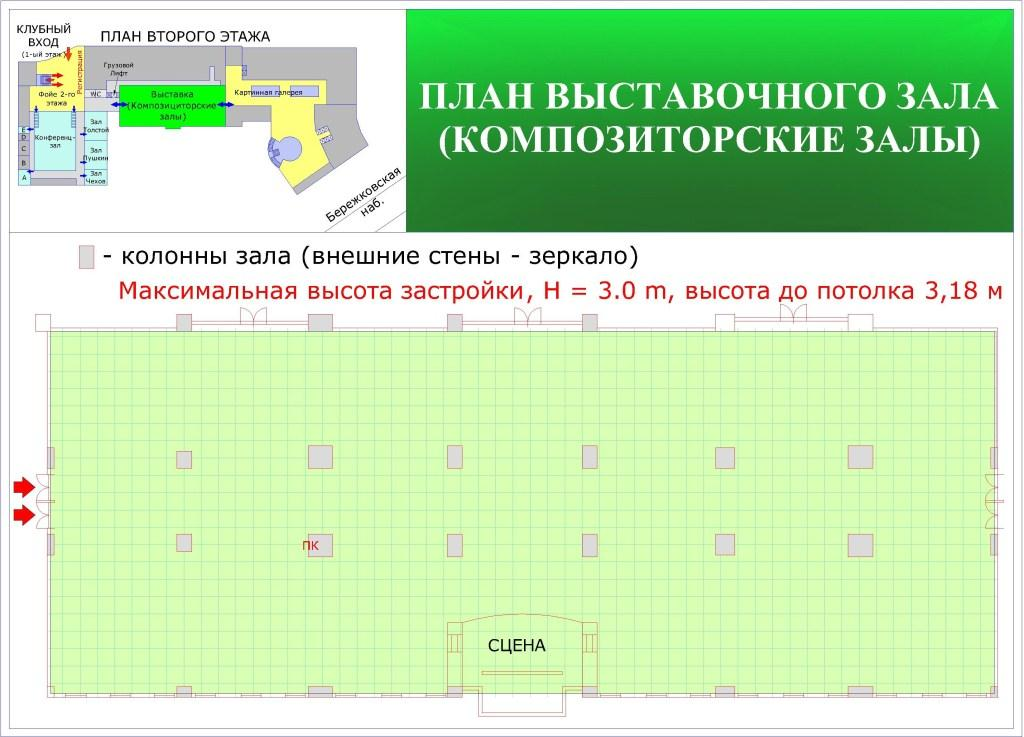 КЛУБНЫЙ
ВХОД
(1-ый этаж)
ПЛАН ВТОРОГО ЭТАЖА
Регистрация
Грузовой
Лифт
Фойе 2-го
этажа
WC
Выставка
(Композициторские
залы)
Картинная галерея
Зал
Толстой
Конференц-
зал
Зал
Пушкин
Зал
Чехов
E
D
C
B
A
Бережковская
наб.
ПЛАН ВЫСТАВОЧНОГО ЗАЛА
(КОМПОЗИТОРСКИЕ ЗАЛЫ)
- колонны зала (внешние стены - зеркало)
Максимальная высота застройки, H = 3.0 m, высота до потолка 3,18 м
ПК
СЦЕНА